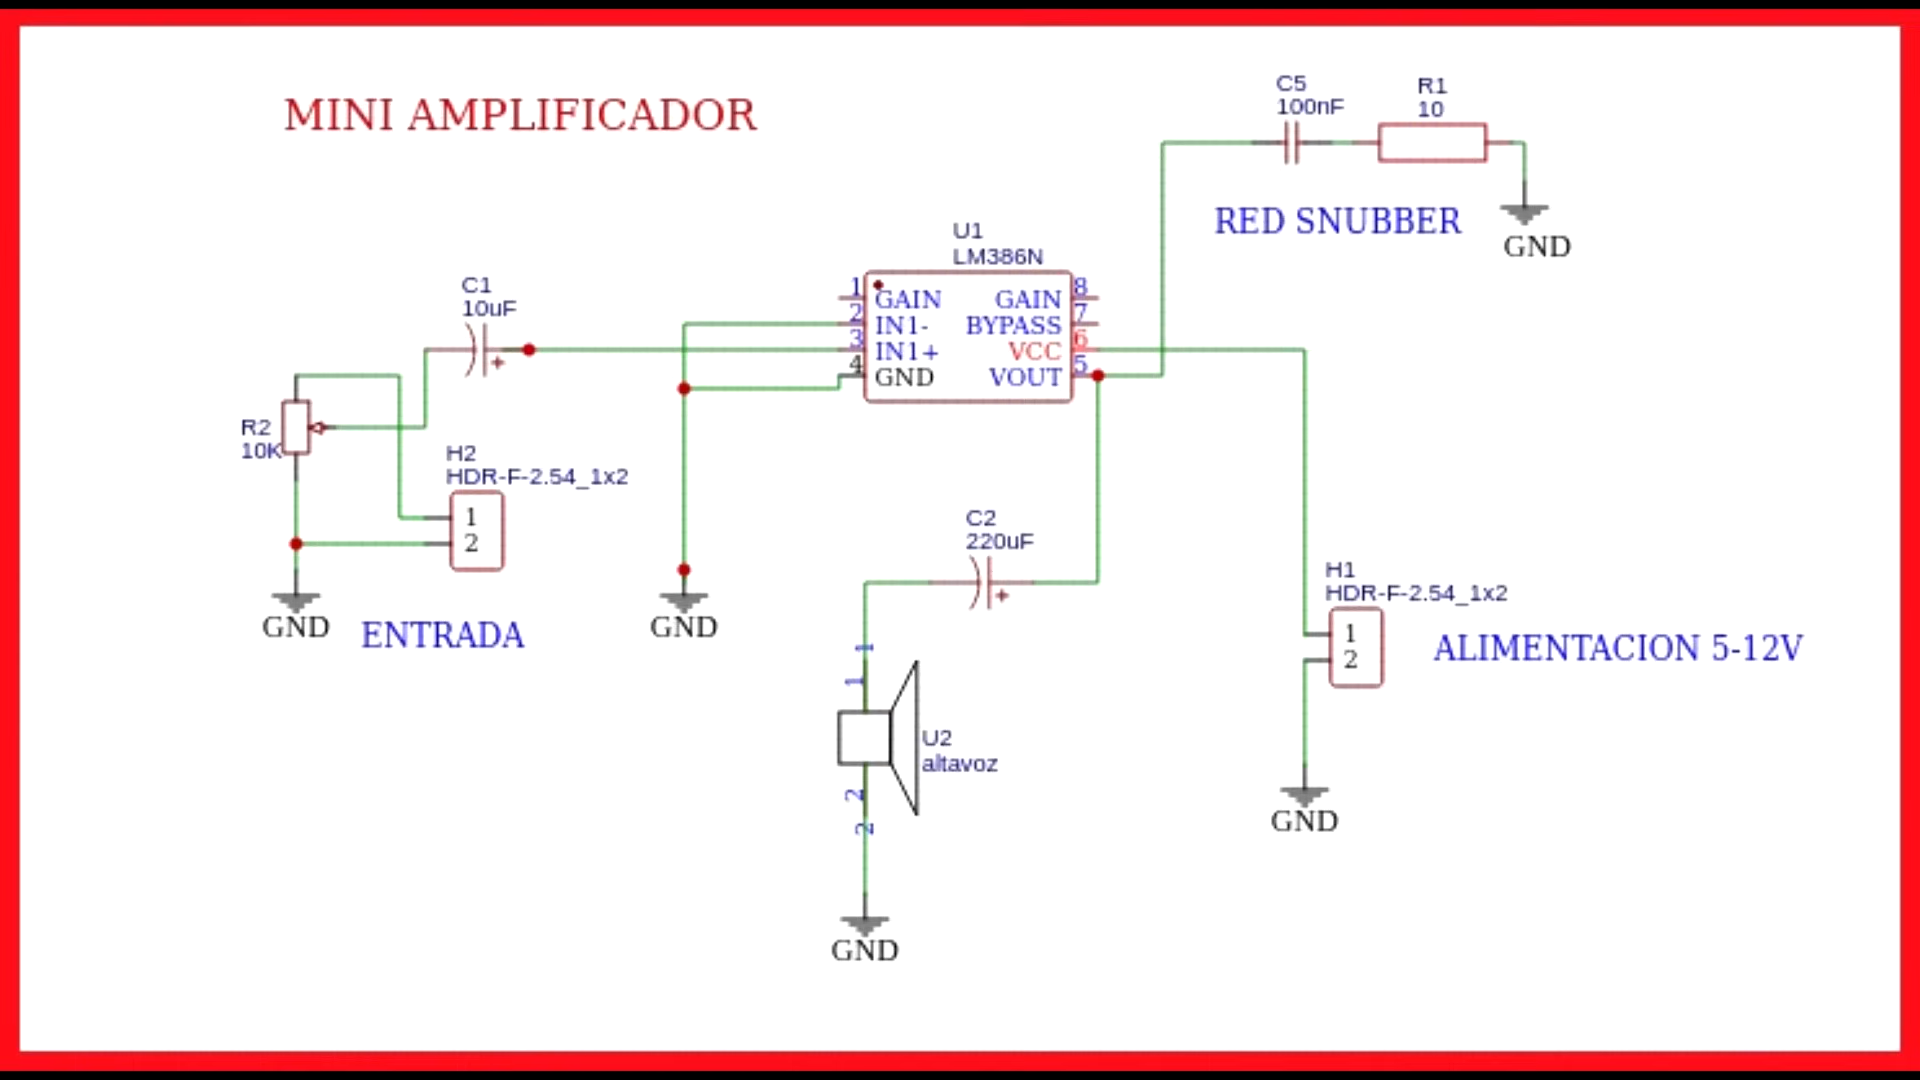 MINI AMPLIFICADOR
C5
100nF
R1
10
RED SNUBBER
GND
U1
LM386N
1 GAIN GAIN 8
2 IN1- BYPASS 7
3 IN1+ VCC 6
4 GND VOUT 5
C1
10uF
R2
10K
H2
HDR-F-2.54_1x2
1
2
GND
ENTRADA
GND
C2
220uF
1
1
U2
altavoz
2
2
GND
H1
HDR-F-2.54_1x2
1
2
ALIMENTACION 5-12V
GND